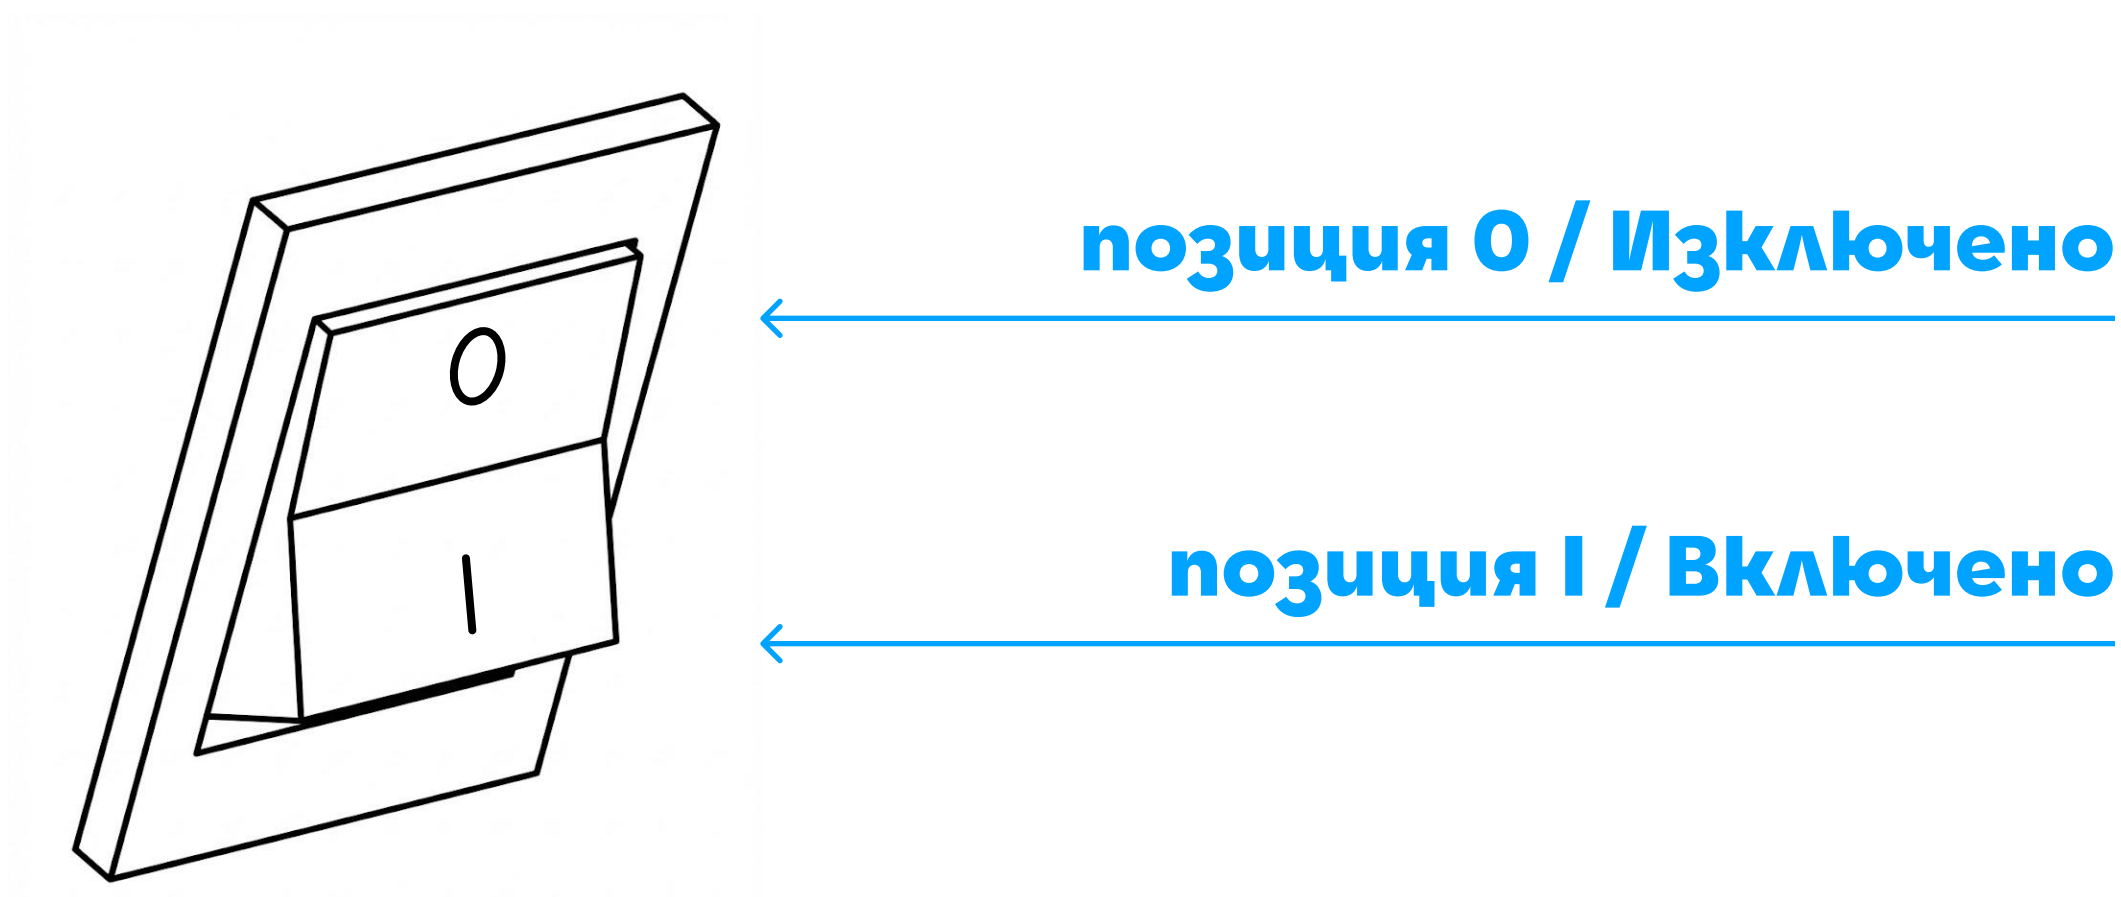 позиция 0 / Изключено
O
позиция I / Включено
I